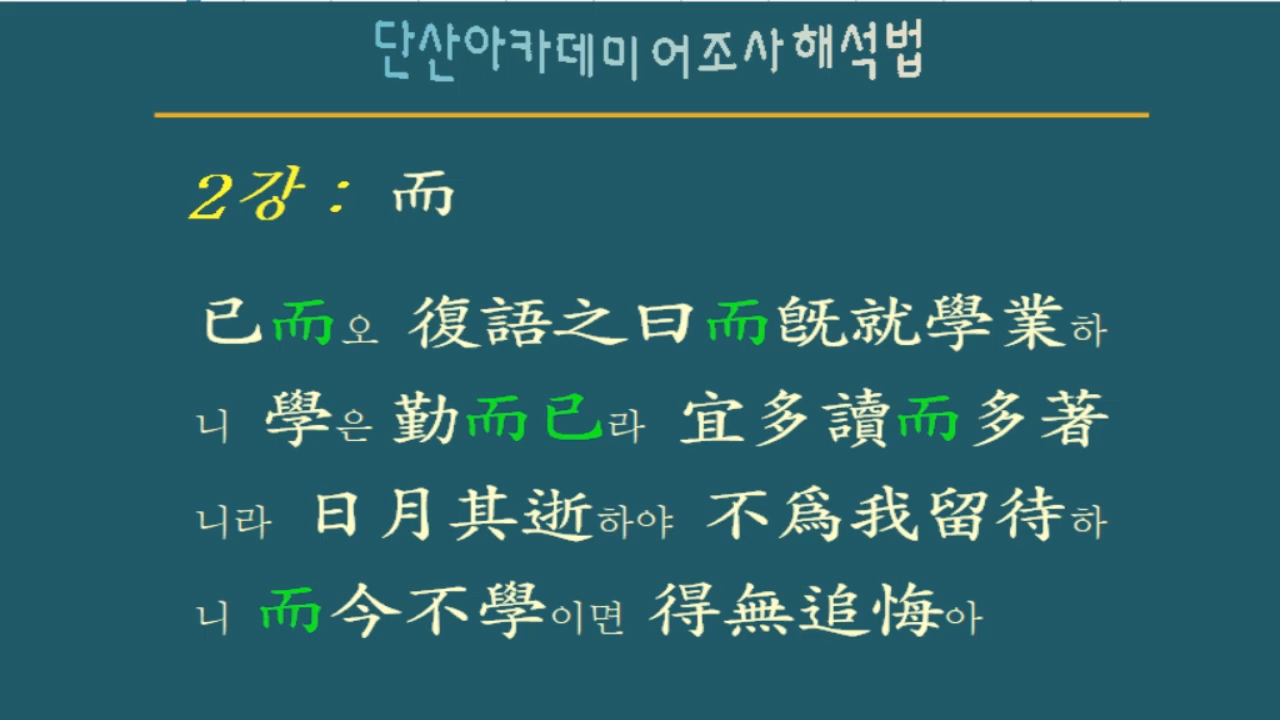 단산아카데미 어조사 해석법
2강 : 而
已而오 復語之曰而旣就學業하
니 學은 勤而已라 宜多讀而多著
니라 日月其逝하야 不爲我留待하
니 而今不學이면 得無追悔아